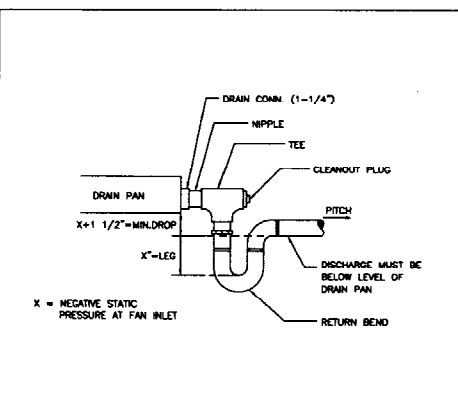 DRAIN CONN. (1-1/4")
NIPPLE
TEE
CLEANOUT PLUG
DRAIN PAN
PITCH
X+1 1/2"=MIN.DROP
X"=LEG
DISCHARGE MUST BE
BELOW LEVEL OF
DRAIN PAN
X = NEGATIVE STATIC
PRESSURE AT FAN INLET
RETURN BEND